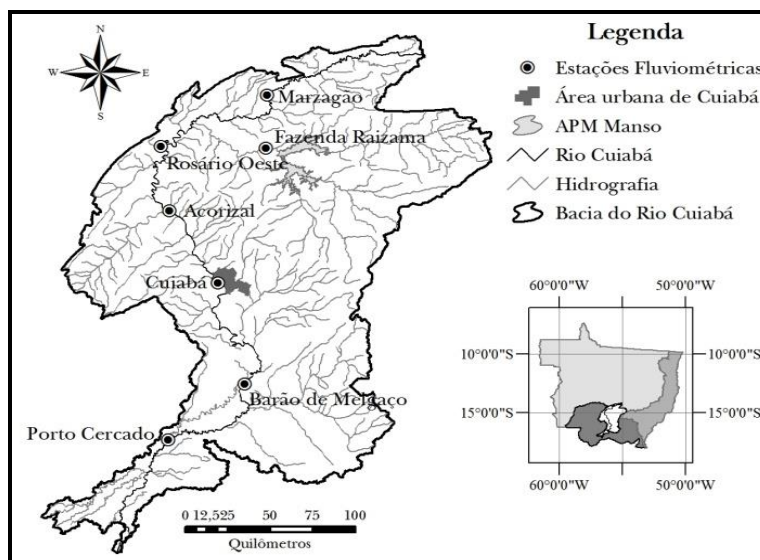 N
W
E
S
Marzagão
Fazenda Raizama
Rosário Oeste
Acorizal
Cuiabá
Barão de Melgaço
Porto Cercado
0 12,525 50 75 100
Quilômetros
Legenda
Estações Fluviométricas
Área urbana de Cuiabá
APM Manso
Rio Cuiabá
Hidrografia
Bacia do Rio Cuiabá
60°0'0"W 50°0'0"W
10°0'0"S 10°0'0"S
15°0'0"S 15°0'0"S
60°0'0"W 50°0'0"W